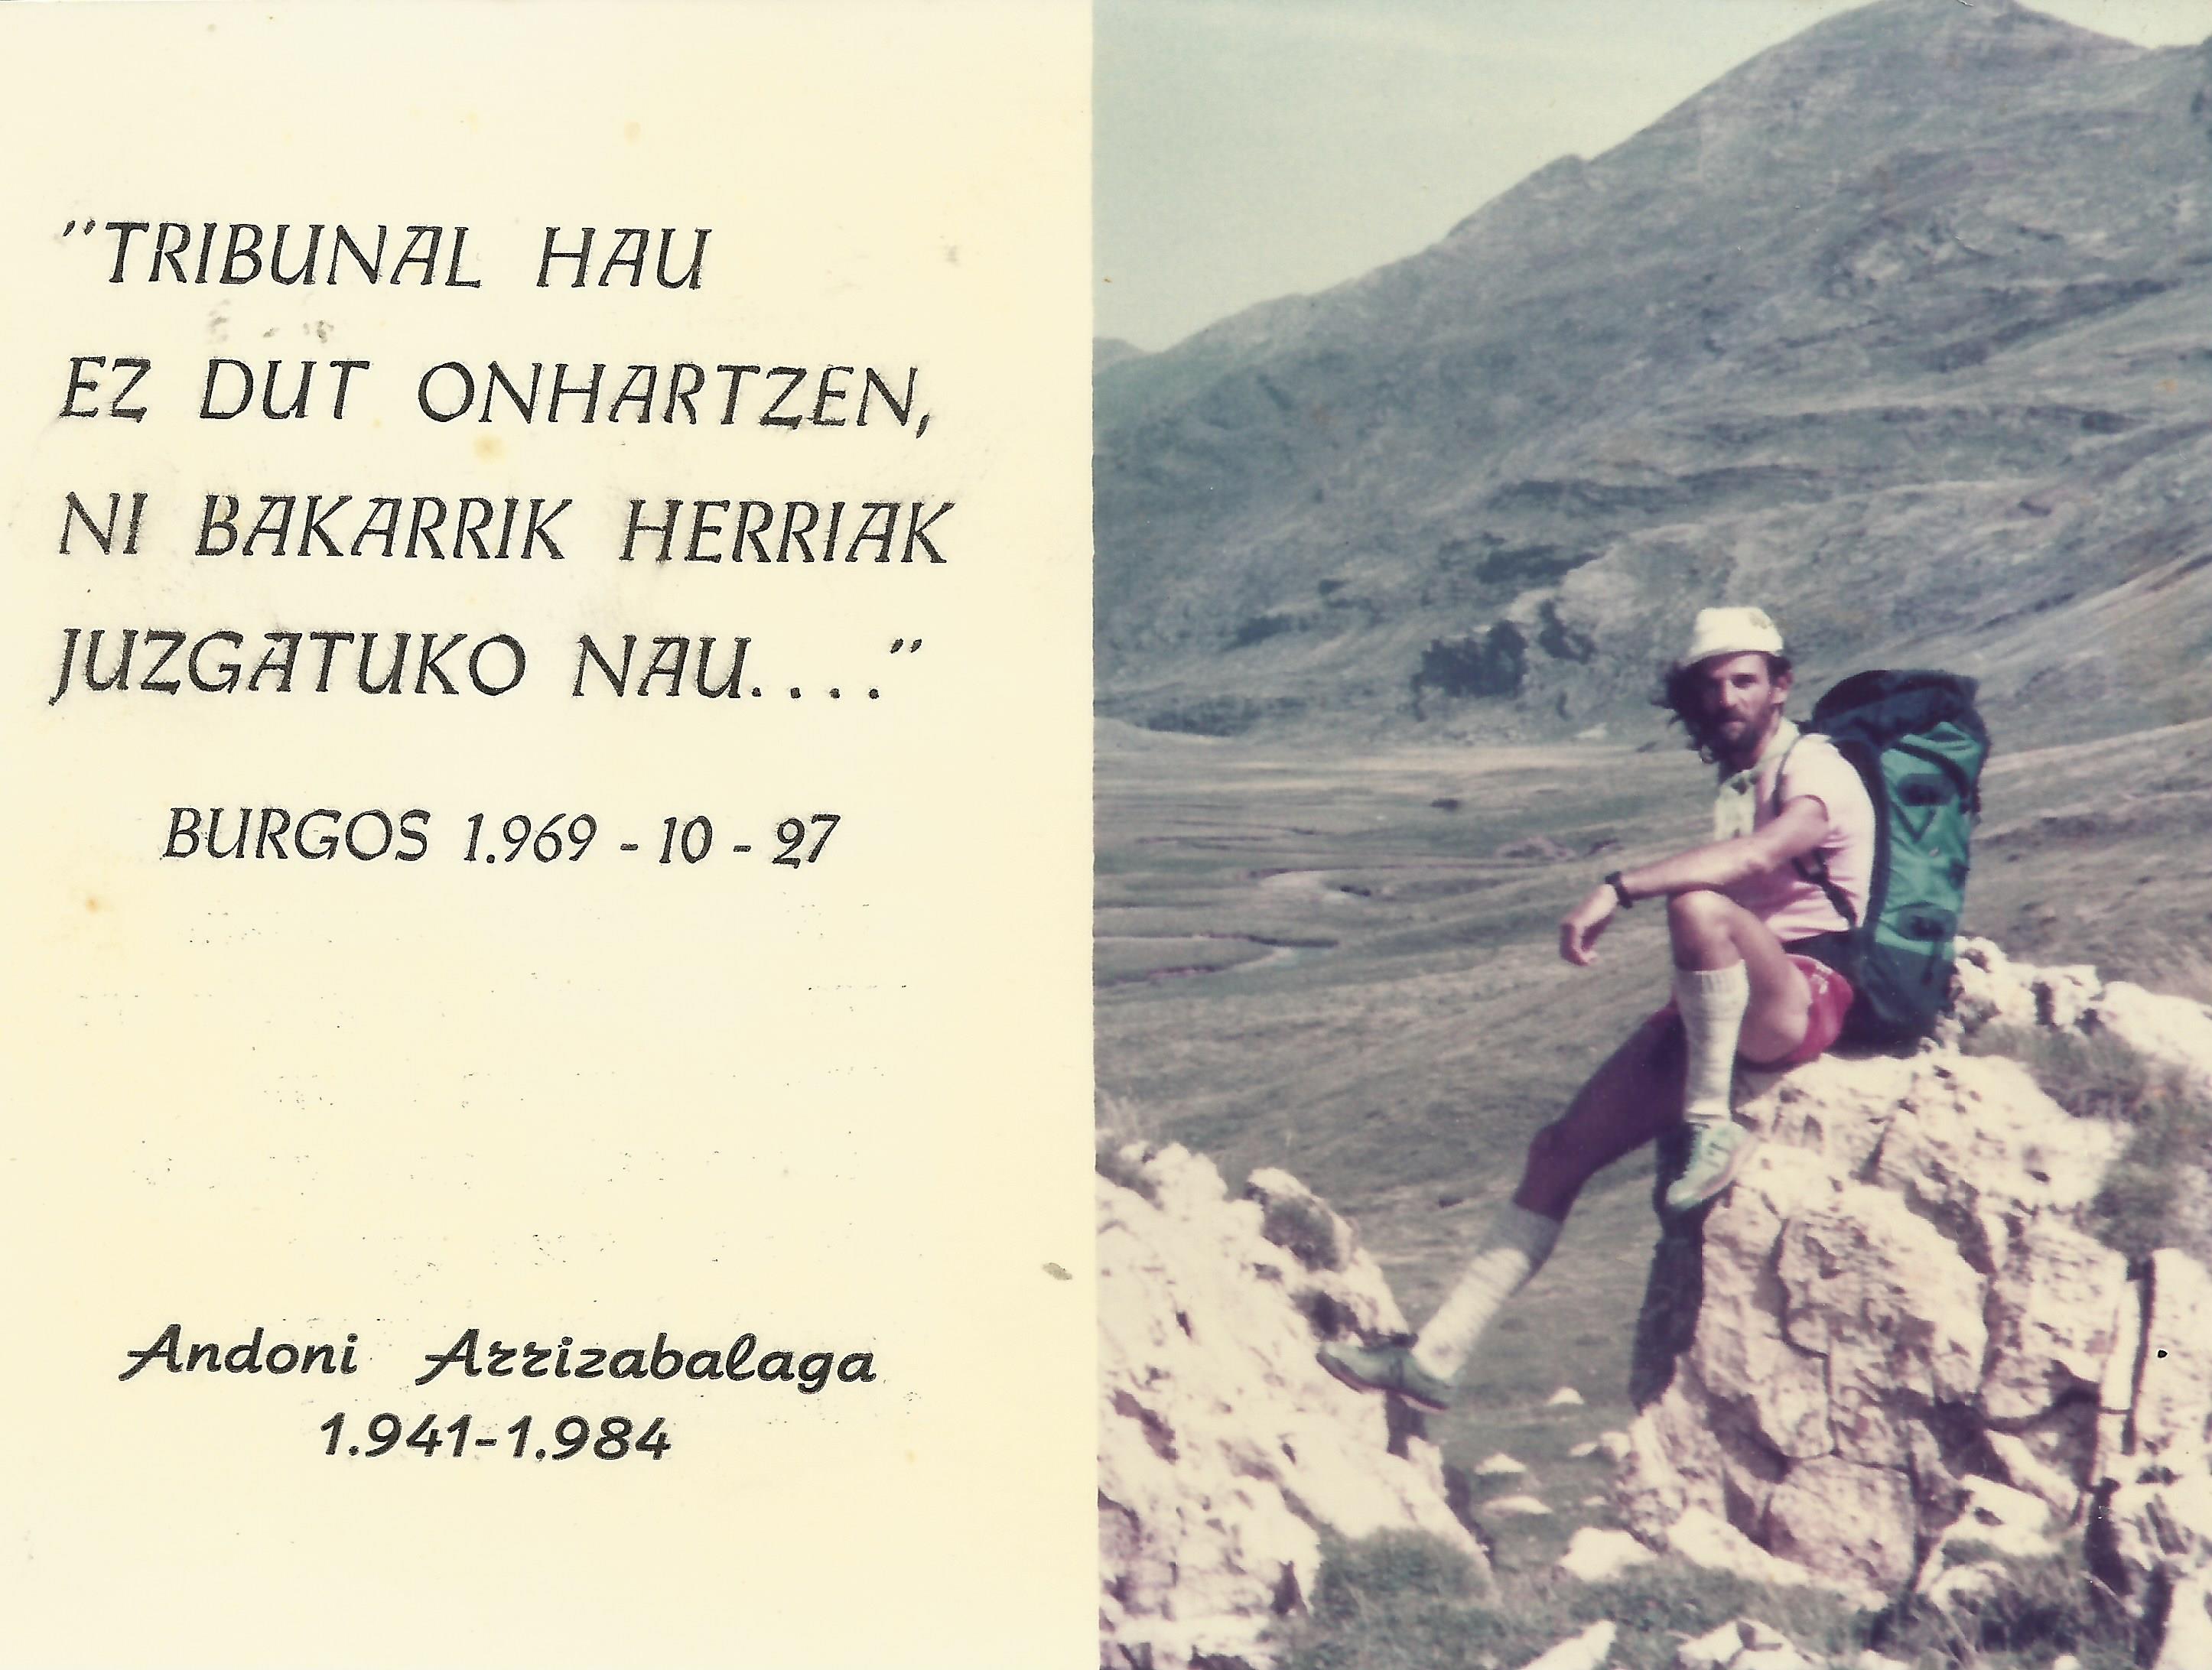 "TRIBUNAL HAU
EZ DUT ONHARTZEN,
NI BAKARRIK HERRIAK
JUZGATUKO NAU...."
BURGOS 1.969 - 10 - 27
Andoni Arrizabalaga
1.941-1.984